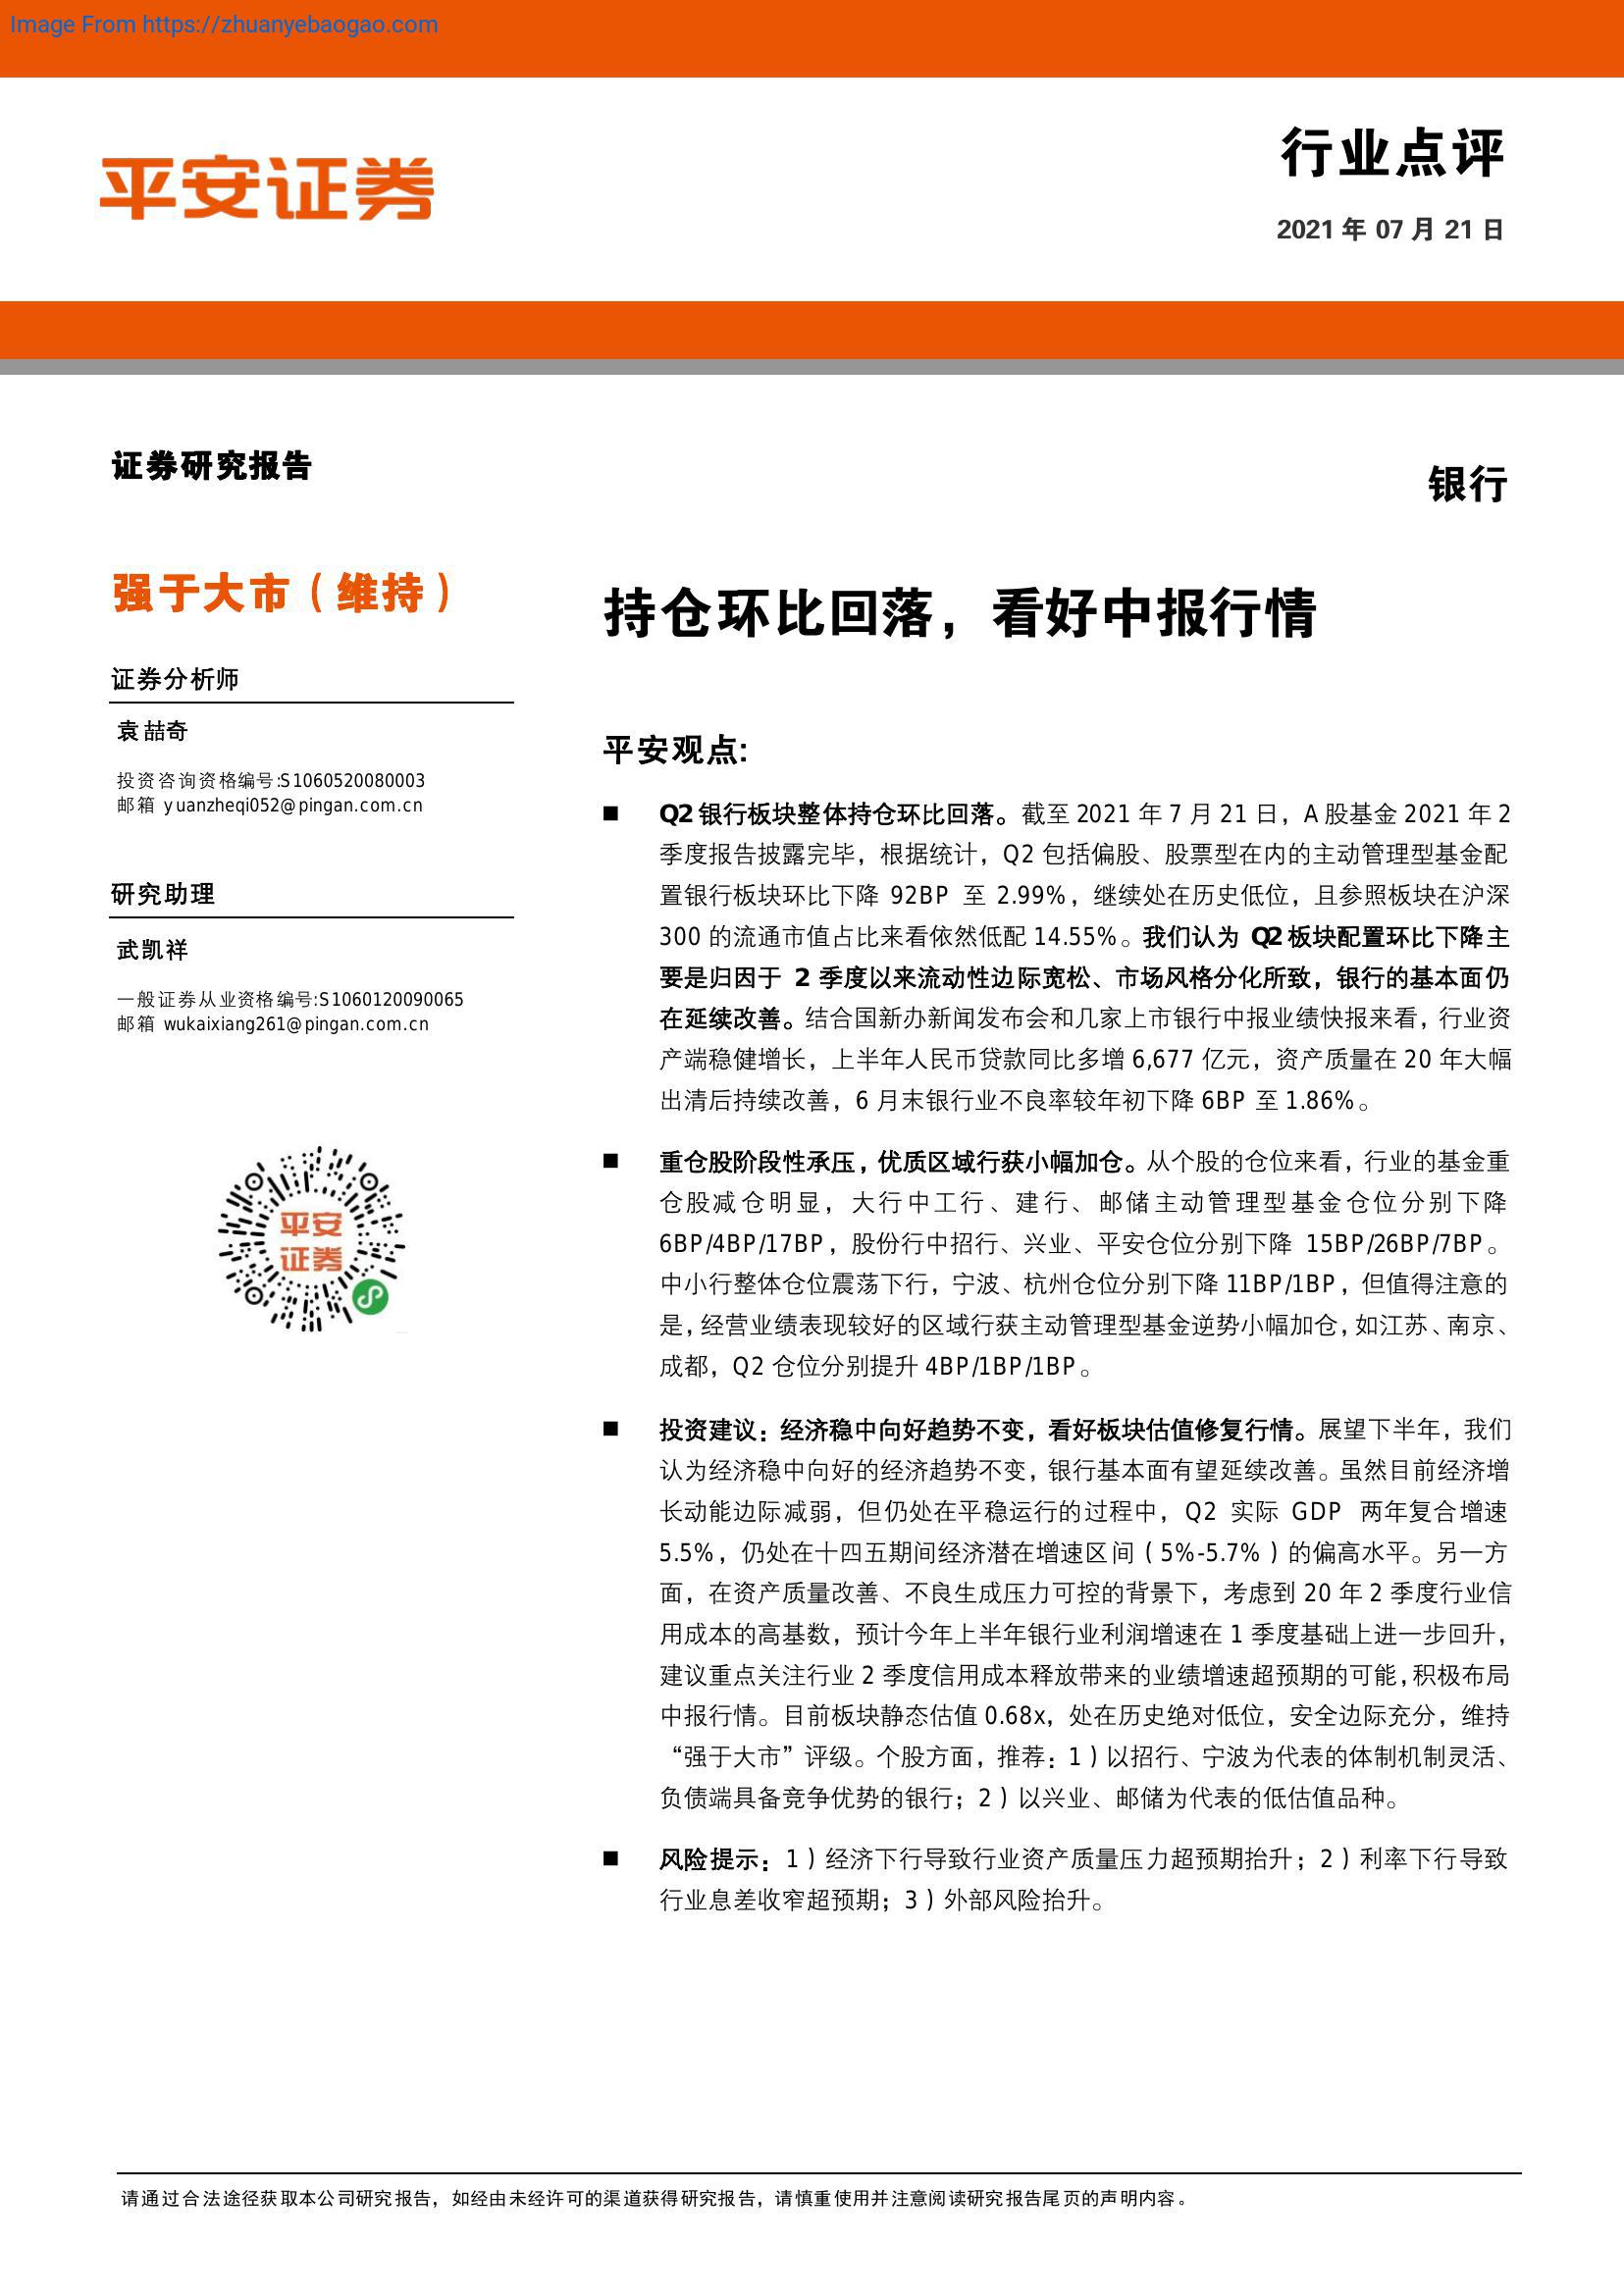 Image From https://zhuanyebaogao.com
平安证券
行业点评
2021 年 07 月 21 日
证券研究报告
银行
强于大市（维持）
证券分析师
袁喆奇
投资咨询资格编号:S1060520080003
邮箱 yuanzheqi052@pingan.com.cn
研究助理
武凯祥
一般证券从业资格编号:S1060120090065
邮箱 wukaixiang261@pingan.com.cn
平安
证券
持仓环比回落，看好中报行情
平安观点:
■ Q2 银行板块整体持仓环比回落。截至 2021 年 7 月 21 日，A 股基金 2021 年 2
季度报告披露完毕，根据统计，Q2 包括偏股、股票型在内的主动管理型基金配
置银行板块环比下降 92BP 至 2.99%，继续处在历史低位，且参照板块在沪深
300 的流通市值占比来看依然低配 14.55%。我们认为 Q2 板块配置环比下降主
要是归因于 2 季度以来流动性边际宽松、市场风格分化所致，银行的基本面仍
在延续改善。结合国新办新闻发布会和几家上市银行中报业绩快报来看，行业资
产端稳健增长，上半年人民币贷款同比多增 6,677 亿元，资产质量在 20 年大幅
出清后持续改善，6 月末银行业不良率较年初下降 6BP 至 1.86%。
■ 重仓股阶段性承压，优质区域行获小幅加仓。从个股的仓位来看，行业的基金重
仓股减仓明显，大行中工行、建行、邮储主动管理型基金仓位分别下降
6BP/4BP/17BP，股份行中招行、兴业、平安仓位分别下降 15BP/26BP/7BP。
中小行整体仓位震荡下行，宁波、杭州仓位分别下降 11BP/1BP，但值得注意的
是，经营业绩表现较好的区域行获主动管理型基金逆势小幅加仓，如江苏、南京、
成都，Q2 仓位分别提升 4BP/1BP/1BP。
■ 投资建议：经济稳中向好趋势不变，看好板块估值修复行情。展望下半年，我们
认为经济稳中向好的经济趋势不变，银行基本面有望延续改善。虽然目前经济增
长动能边际减弱，但仍处在平稳运行的过程中，Q2 实际 GDP 两年复合增速
5.5%，仍处在十四五期间经济潜在增速区间（5%-5.7%）的偏高水平。另一方
面，在资产质量改善、不良生成压力可控的背景下，考虑到 20 年 2 季度行业信
用成本的高基数，预计今年上半年银行业利润增速在 1 季度基础上进一步回升，
建议重点关注行业 2 季度信用成本释放带来的业绩增速超预期的可能，积极布局
中报行情。目前板块静态估值 0.68x，处在历史绝对低位，安全边际充分，维持
“强于大市”评级。个股方面，推荐：1）以招行、宁波为代表的体制机制灵活、
负债端具备竞争优势的银行；2）以兴业、邮储为代表的低估值品种。
■ 风险提示：1）经济下行导致行业资产质量压力超预期抬升；2）利率下行导致
行业息差收窄超预期；3）外部风险抬升。
请通过合法途径获取本公司研究报告，如经由未经许可的渠道获得研究报告，请慎重使用并注意阅读研究报告尾页的声明内容。